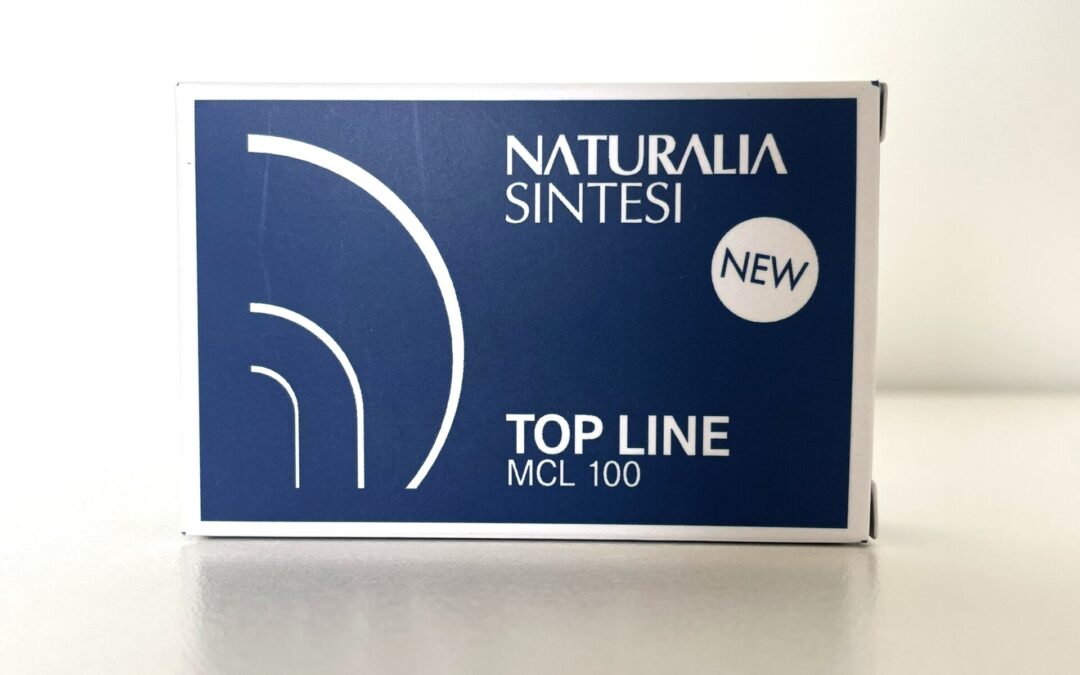 NATURALIA
SINTESI
NEW
TOP LINE
MCL 100